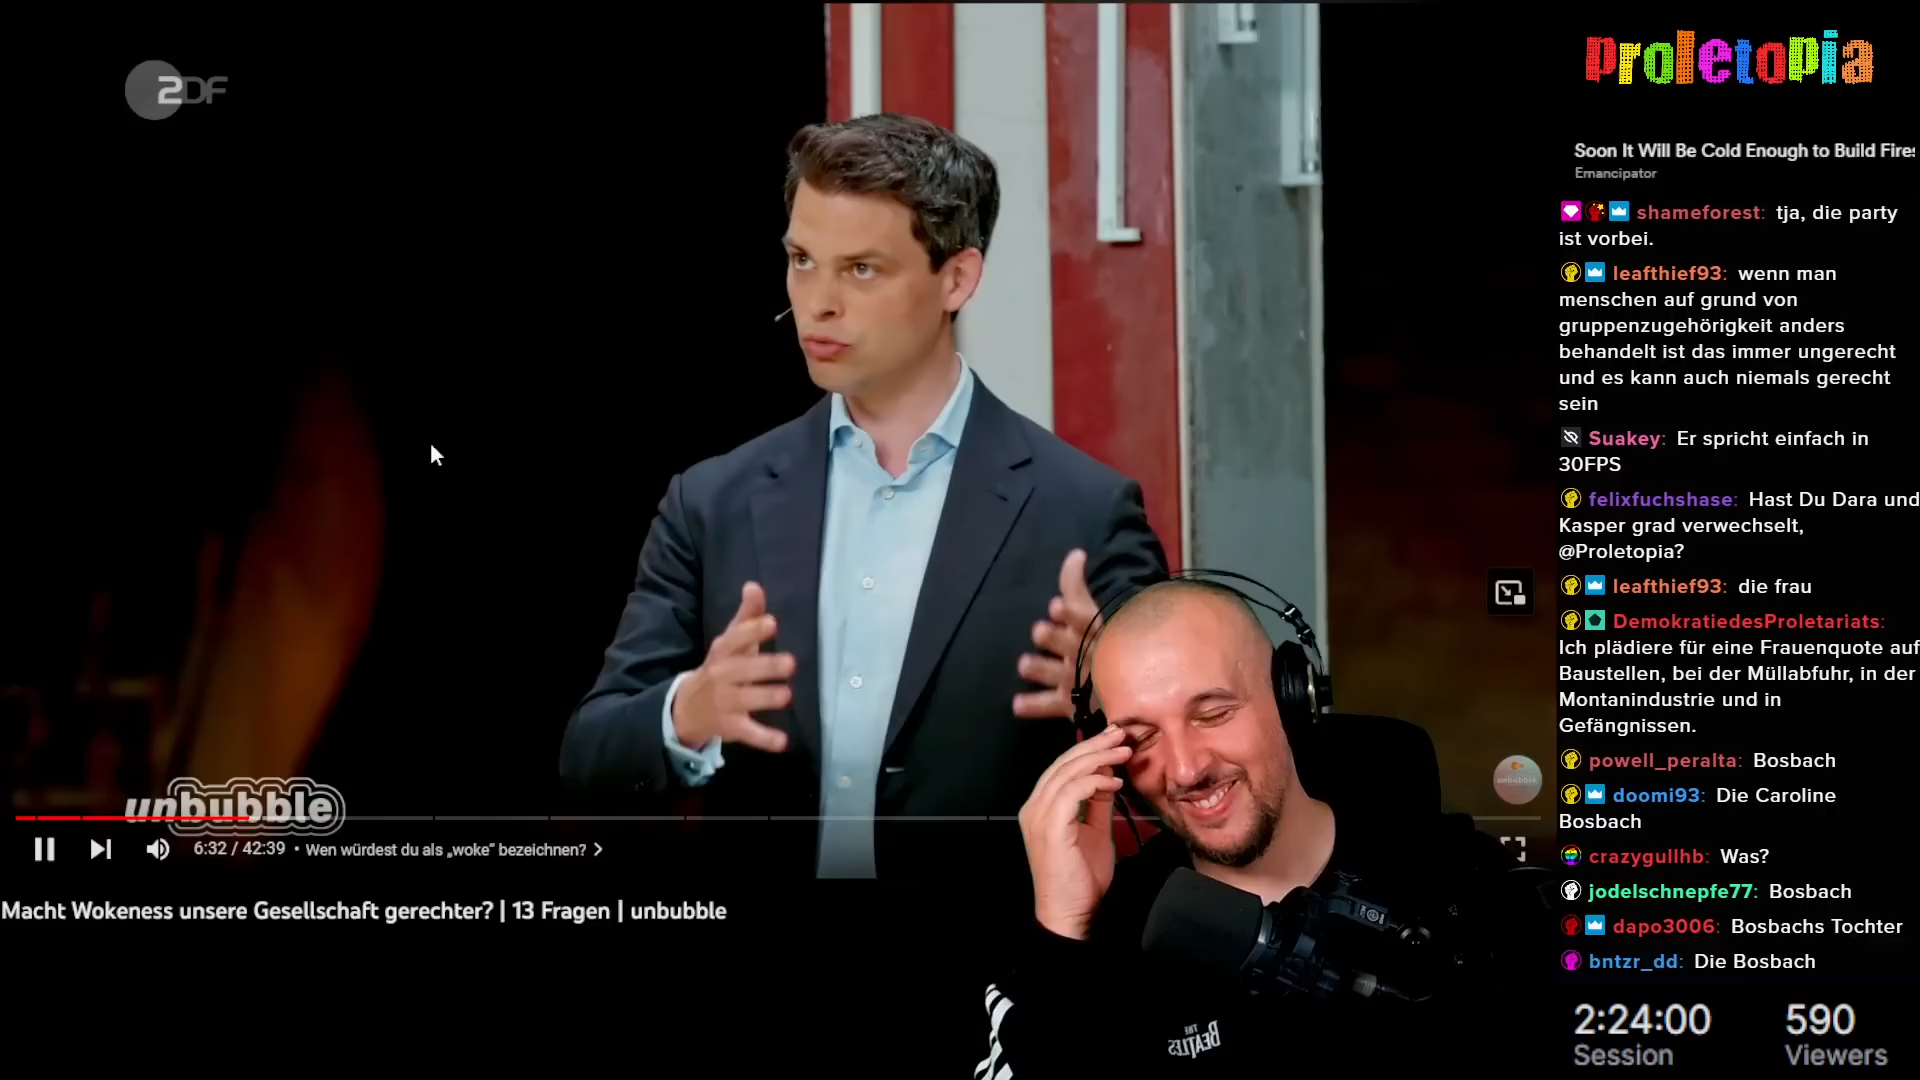 2DF
unbubble
6:32 / 42:39 • Wen würdest du als „woke” bezeichnen?
Macht Wokeness unsere Gesellschaft gerechter? | 13 Fragen | unbubble
THE
BEATLES
Proletopia
Soon It Will Be Cold Enough to Build Fires
Emancipator
shameforest: tja, die party
ist vorbei.
leafthief93: wenn man
menschen auf grund von
gruppenzugehörigkeit anders
behandelt ist das immer ungerecht
und es kann auch niemals gerecht
sein
Suakey: Er spricht einfach in
30FPS
felixfuchshase: Hast Du Dara und
Kasper grad verwechselt,
@Proletopia?
leafthief93: die frau
DemokratiedesProletariats:
Ich plädiere für eine Frauenquote auf
Baustellen, bei der Müllabfuhr, in der
Montanindustrie und in
Gefängnissen.
powell_peralta: Bosbach
doomi93: Die Caroline
Bosbach
crazygullhb: Was?
jodelschnepfe77: Bosbach
dapo3006: Bosbachs Tochter
bntzr_dd: Die Bosbach
2:24:00
Session
590
Viewers